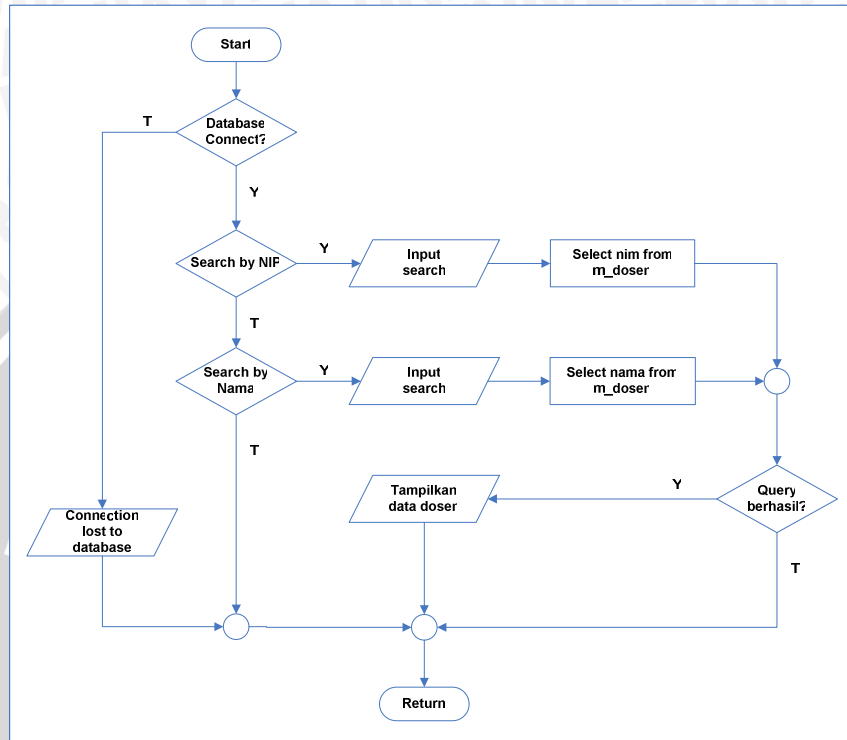 Start
T
Database
Connect?
Y
Search by NIP
Y
Input
search
Select nim from
m_doser
T
Search by
Nama
Y
Input
search
Select nama from
m_doser
T
Tampilkan
data doser
Y
Query
berhasil?
Connection
lost to
database
T
Return